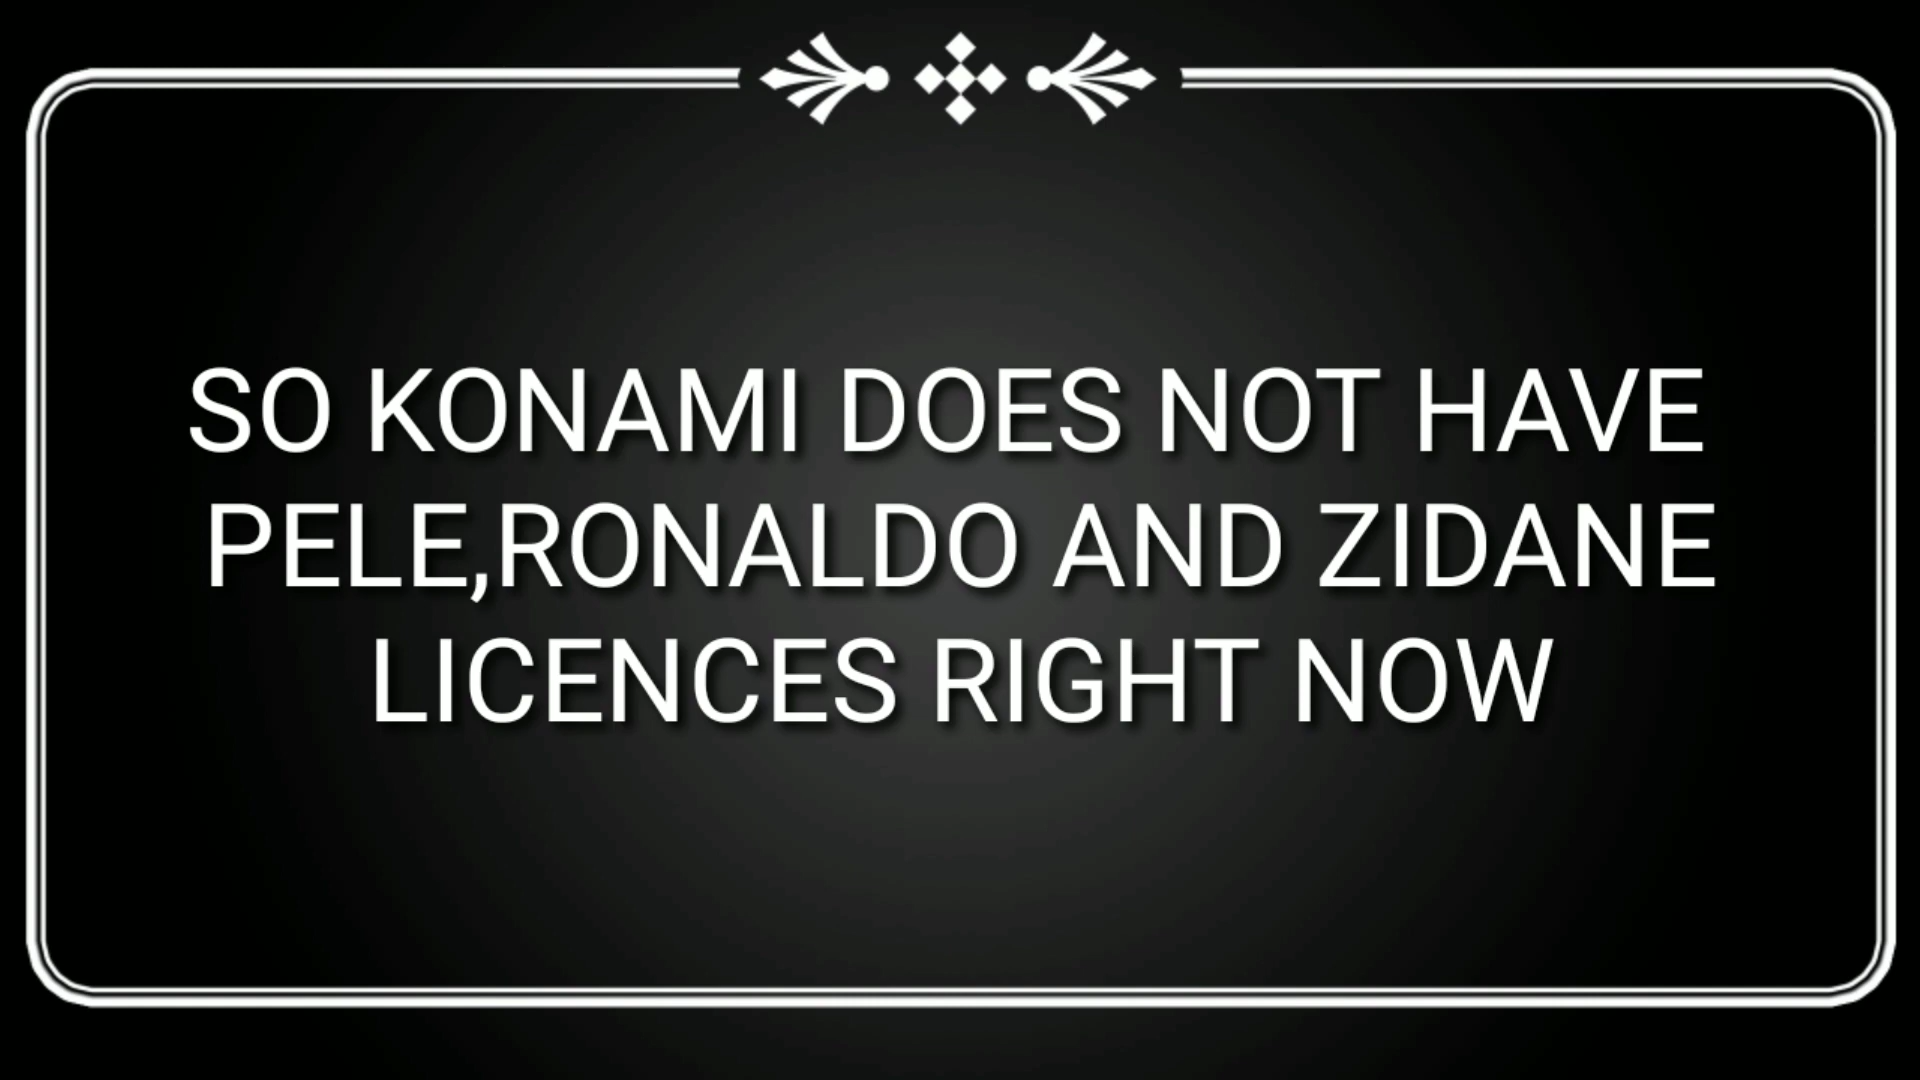 SO KONAMI DOES NOT HAVE
PELE,RONALDO AND ZIDANE
LICENCES RIGHT NOW